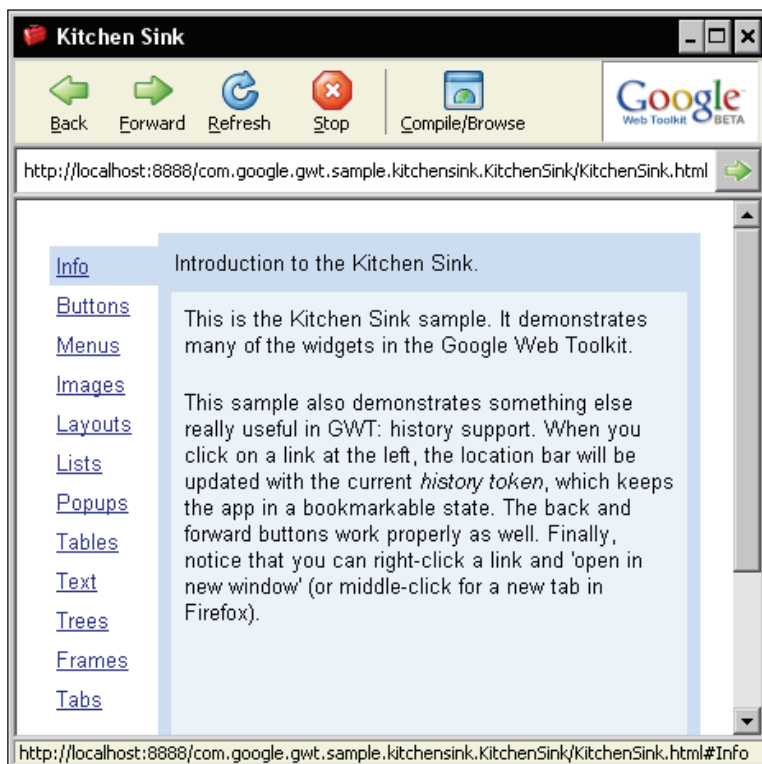 Kitchen Sink
Back Forward Refresh Stop Compile/Browse
Google
Web Toolkit BETA
http://localhost:8888/com.google.gwt.sample.kitchensink.KitchenSink/KitchenSink.html
Info
Buttons
Menus
Images
Layouts
Lists
Popups
Tables
Text
Trees
Frames
Tabs
Introduction to the Kitchen Sink.
This is the Kitchen Sink sample. It demonstrates
many of the widgets in the Google Web Toolkit.
This sample also demonstrates something else
really useful in GWT: history support. When you
click on a link at the left, the location bar will be
updated with the current history token, which keeps
the app in a bookmarkable state. The back and
forward buttons work properly as well. Finally,
notice that you can right-click a link and 'open in
new window' (or middle-click for a new tab in
Firefox).
http://localhost:8888/com.google.gwt.sample.kitchensink.KitchenSink/KitchenSink.html#Info